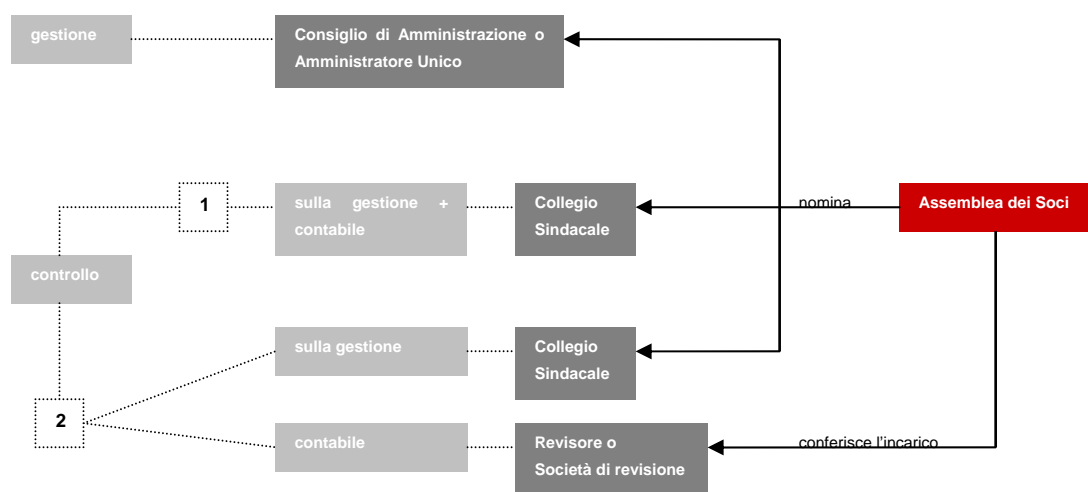 gestione
Consiglio di Amministrazione o
Amministratore Unico
1
sulla gestione +
contabile
Collegio
Sindacale
nomina
Assemblea dei Soci
controllo
sulla gestione
Collegio
Sindacale
2
contabile
Revisore o
Società di revisione
conferisce l'incarico